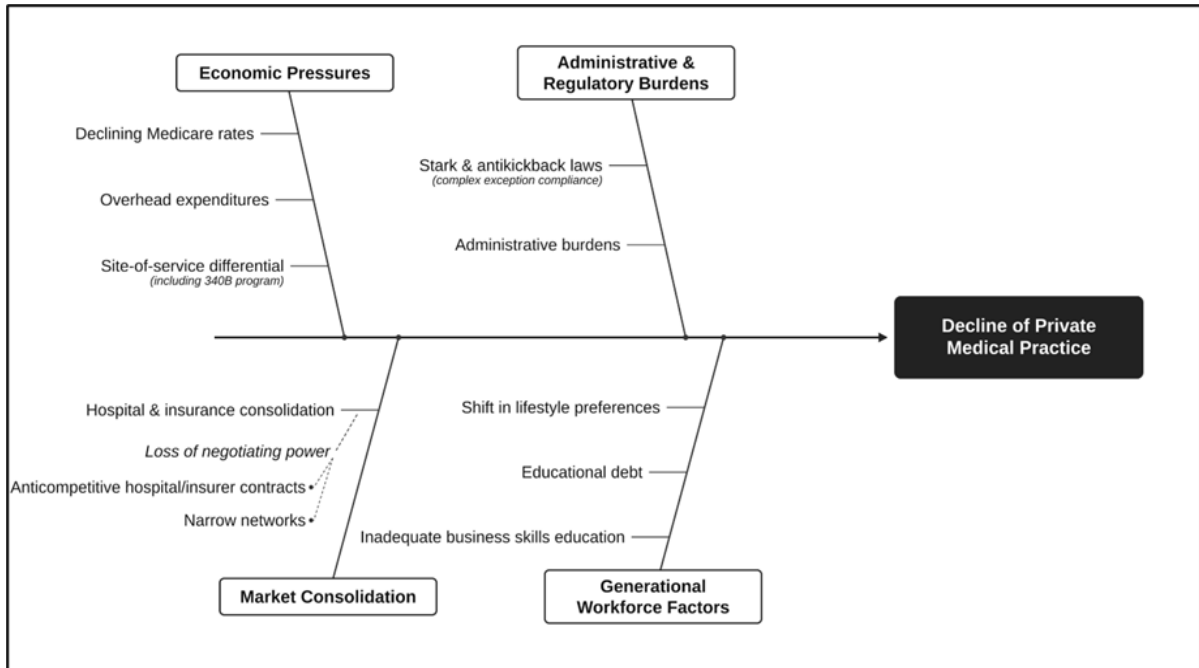 Economic Pressures
Declining Medicare rates
Overhead expenditures
Site-of-service differential
(including 340B program)
Administrative &
Regulatory Burdens
Stark & antikickback laws
(complex exception compliance)
Administrative burdens
Decline of Private
Medical Practice
Hospital & insurance consolidation
Loss of negotiating power
Anticompetitive hospital/insurer contracts
Narrow networks
Market Consolidation
Shift in lifestyle preferences
Educational debt
Inadequate business skills education
Generational
Workforce Factors